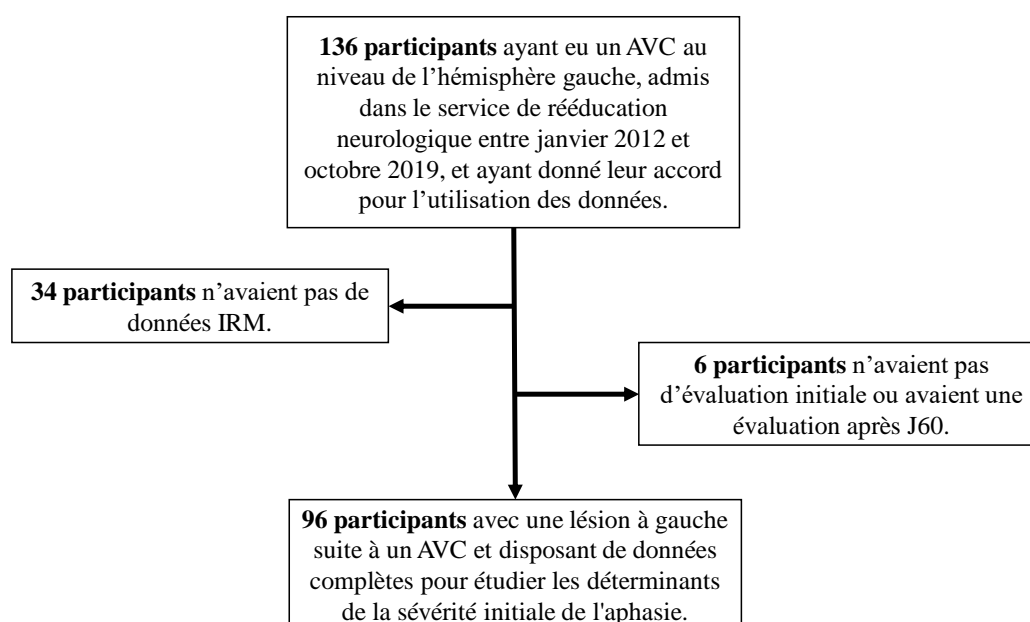 136 participants ayant eu un AVC au
niveau de l’hémisphère gauche, admis
dans le service de rééducation
neurologique entre janvier 2012 et
octobre 2019, et ayant donné leur accord
pour l’utilisation des données.
34 participants n’avaient pas de
données IRM.
6 participants n’avaient pas
d’évaluation initiale ou avaient une
évaluation après J60.
96 participants avec une lésion à gauche
suite à un AVC et disposant de données
complètes pour étudier les déterminants
de la sévérité initiale de l'aphasie.